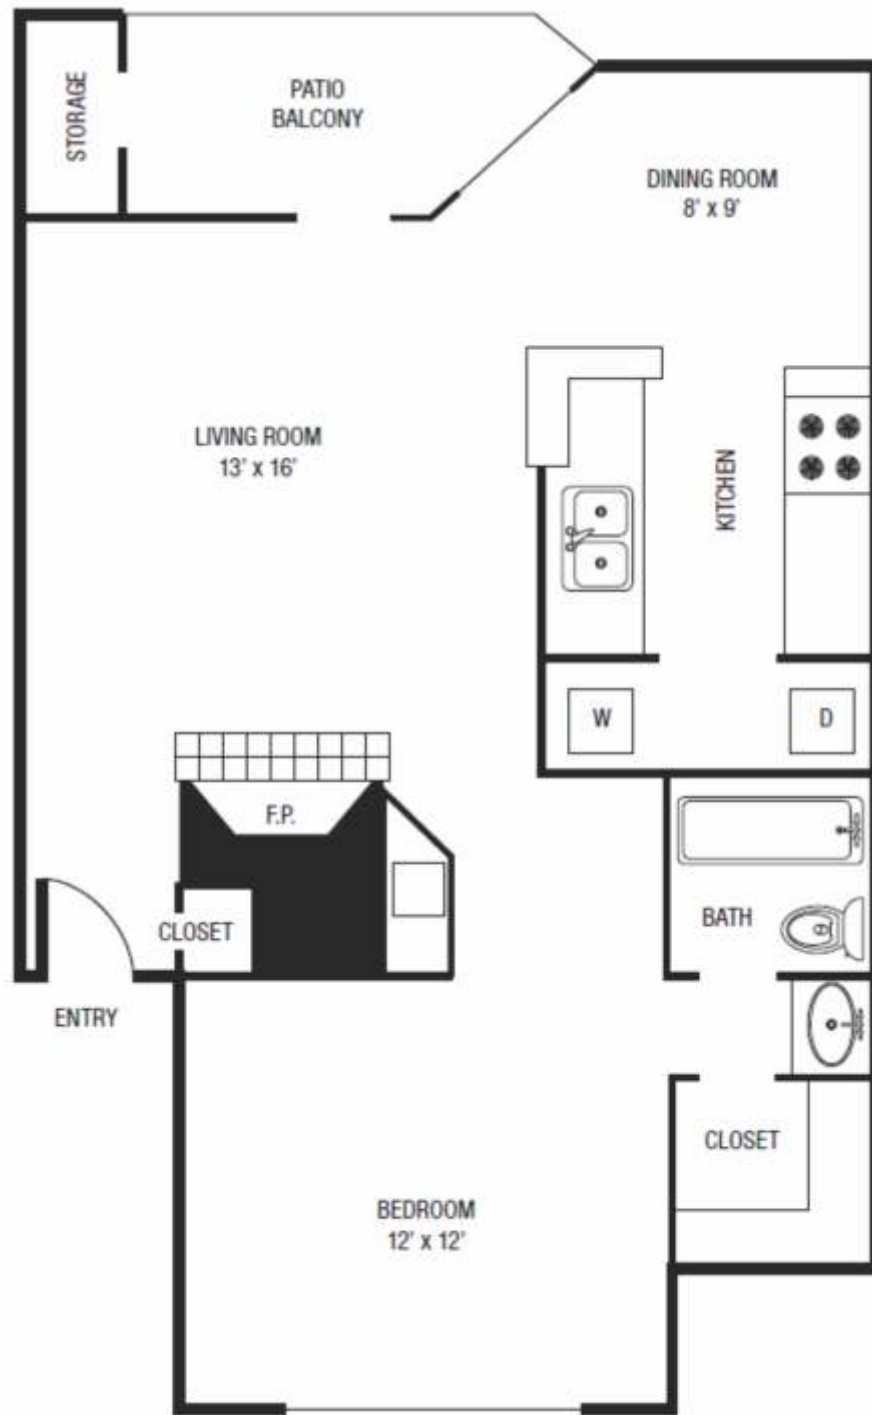 STORAGE
PATIO
BALCONY
DINING ROOM
8' x 9'
LIVING ROOM
13' x 16'
KITCHEN
W
D
F.P.
CLOSET
BATH
ENTRY
CLOSET
BEDROOM
12' x 12'